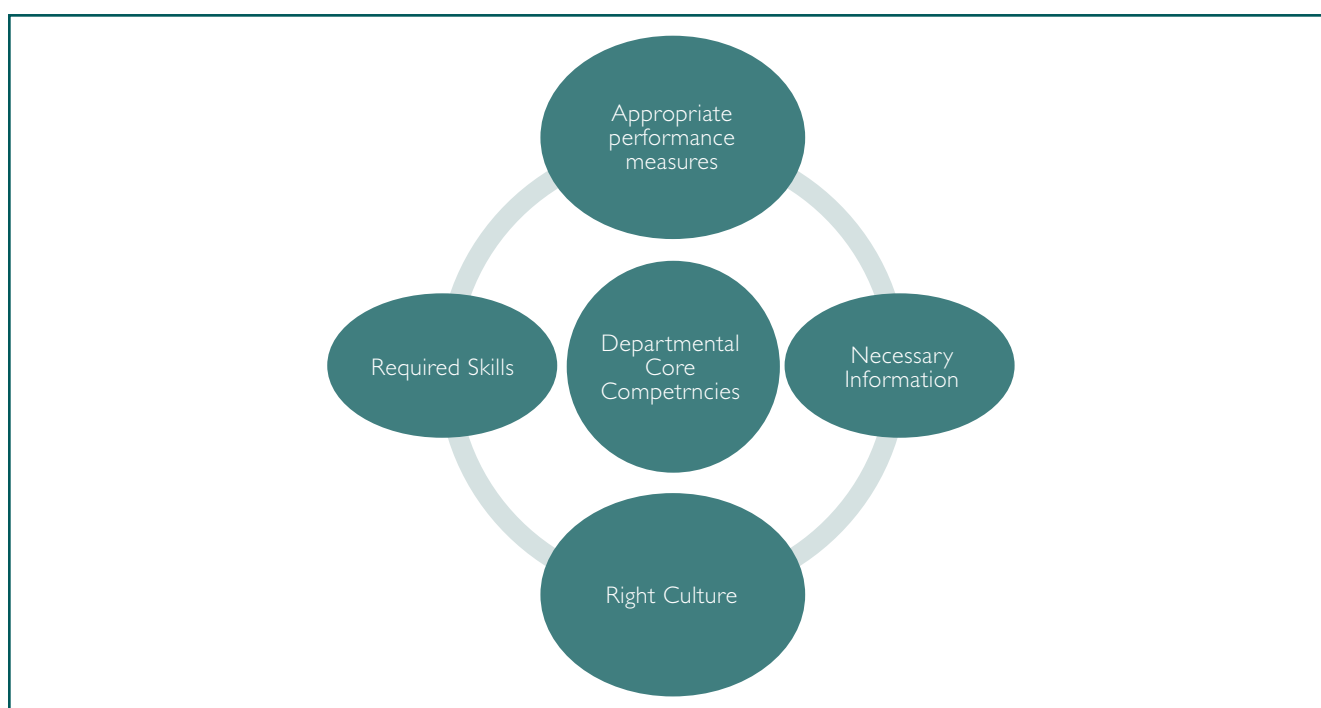 Appropriate
performance
measures
Required Skills
Departmental
Core
Competrncies
Necessary
Information
Right Culture